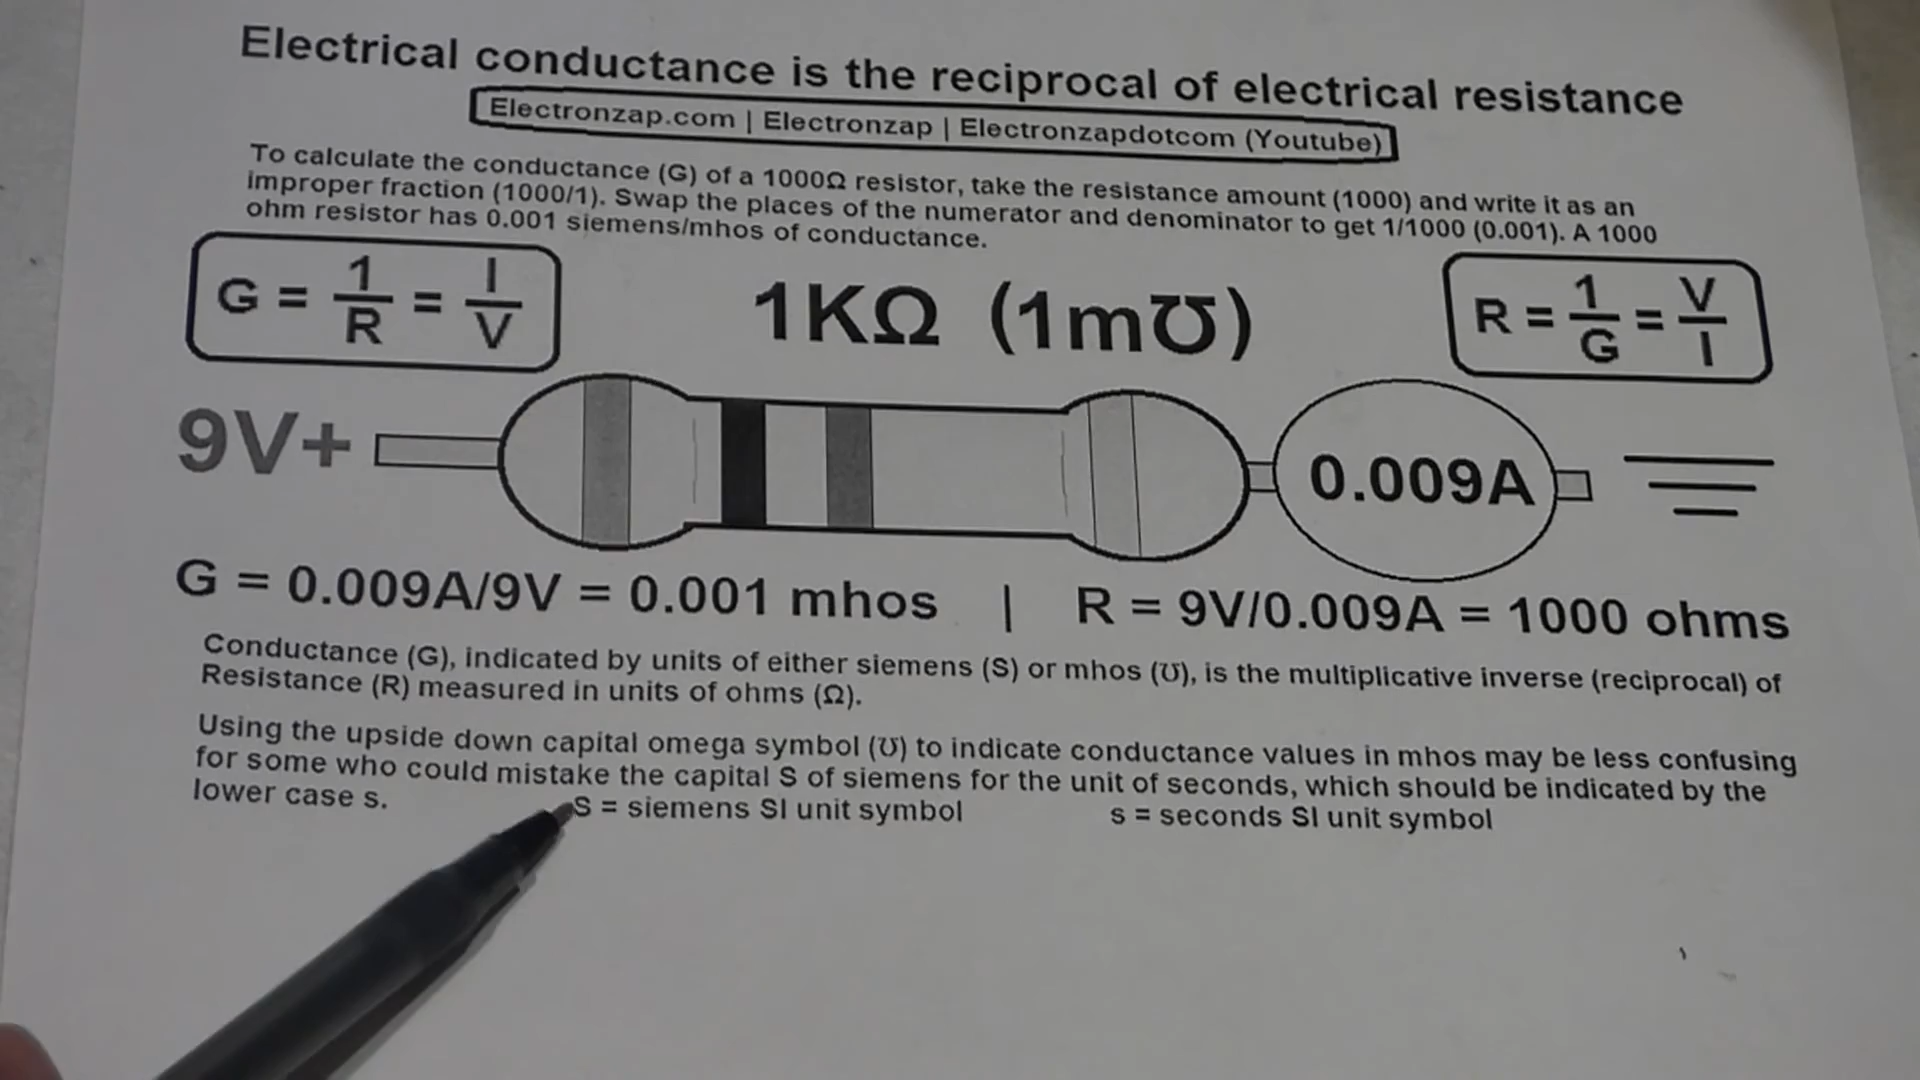 Electrical conductance is the reciprocal of electrical resistance
Electronzap.com | Electronzap | Electronzapdotcom (Youtube)
To calculate the conductance (G) of a 1000Ω resistor, take the resistance amount (1000) and write it as an
improper fraction (1000/1). Swap the places of the numerator and denominator to get 1/1000 (0.001). A 1000
ohm resistor has 0.001 siemens/mhos of conductance.
G = 1/R = I/V
1KΩ (1m℧)
R = 1/G = V/I
9V+
0.009A
G = 0.009A/9V = 0.001 mhos | R = 9V/0.009A = 1000 ohms
Conductance (G), indicated by units of either siemens (S) or mhos (℧), is the multiplicative inverse (reciprocal) of
Resistance (R) measured in units of ohms (Ω).
Using the upside down capital omega symbol (℧) to indicate conductance values in mhos may be less confusing
for some who could mistake the capital S of siemens for the unit of seconds, which should be indicated by the
lower case s.
S = siemens SI unit symbol
s = seconds SI unit symbol